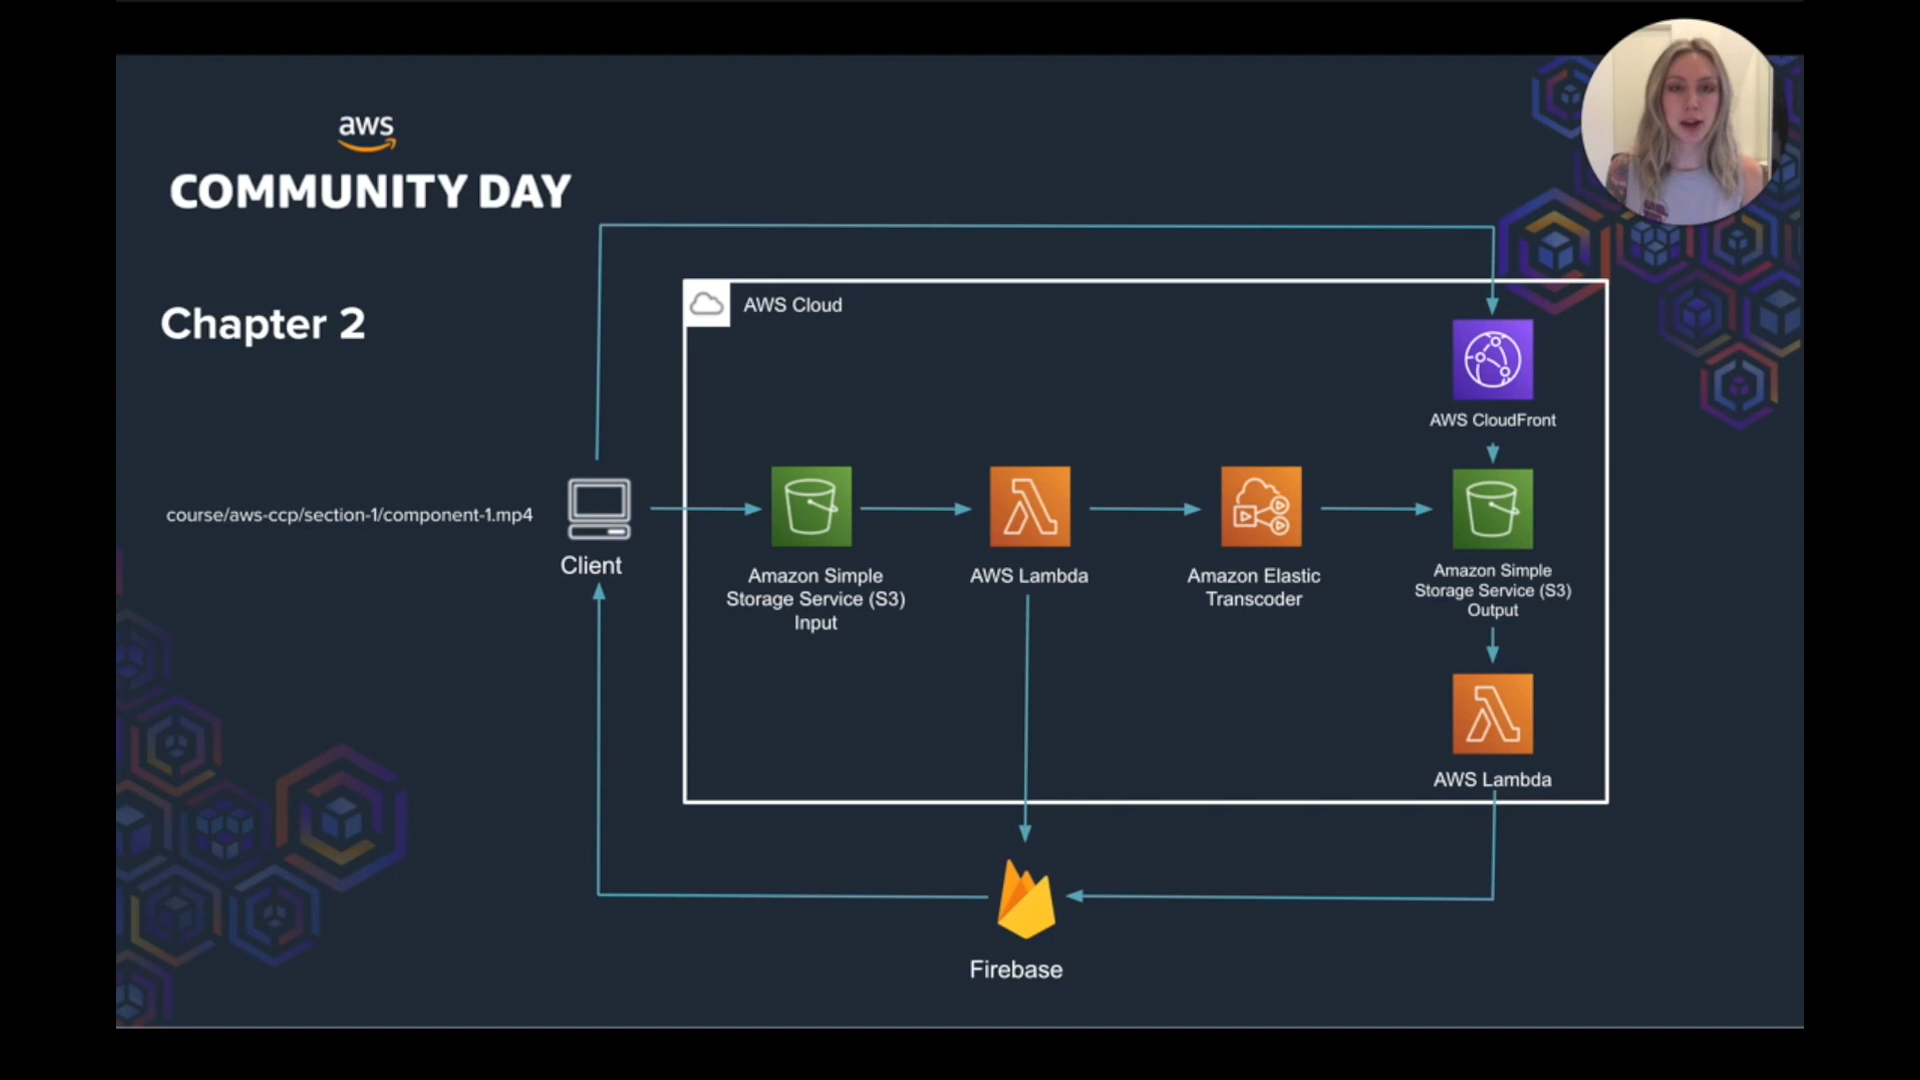 aws
COMMUNITY DAY
Chapter 2
AWS Cloud
AWS CloudFront
course/aws-ccp/section-1/component-1.mp4
Client
Amazon Simple
Storage Service (S3)
Input
AWS Lambda
Amazon Elastic
Transcoder
Amazon Simple
Storage Service (S3)
Output
AWS Lambda
Firebase